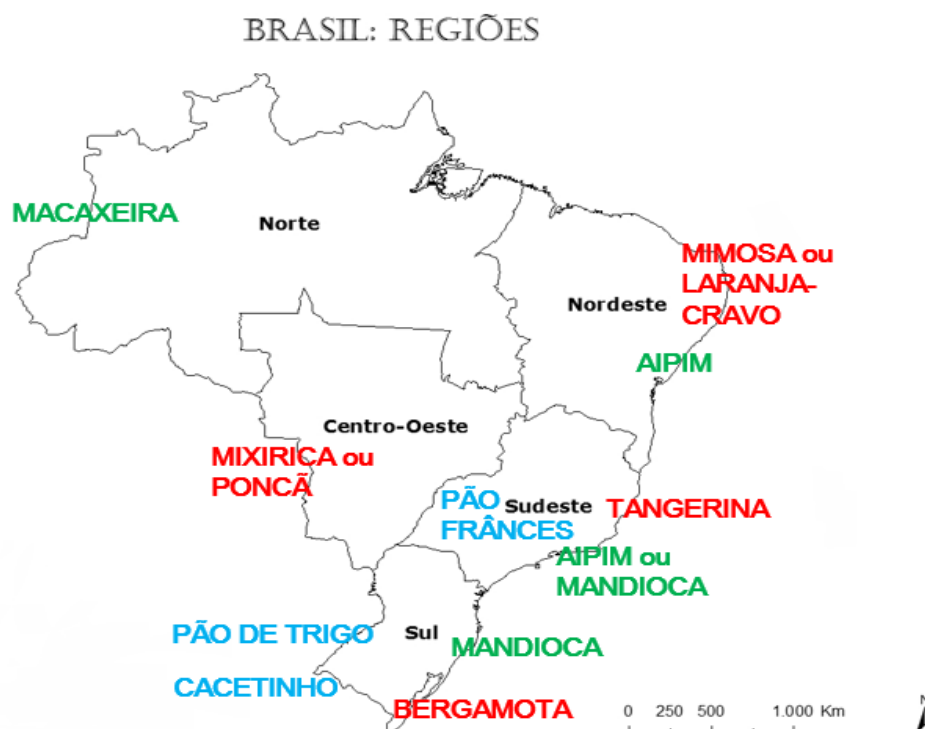 BRASIL: REGIÕES
MACAXEIRA
Norte
MIMOSA ou
LARANJA-
CRAVO
Nordeste
AIPIM
Centro-Oeste
MIXIRICA ou
PONCÃ
PÃO
FRÂNCES
Sudeste
TANGERINA
AIPIM ou
MANDIOCA
PÃO DE TRIGO
Sul
MANDIOCA
CACETINHO
BERGAMOTA
0 250 500 1.000 Km